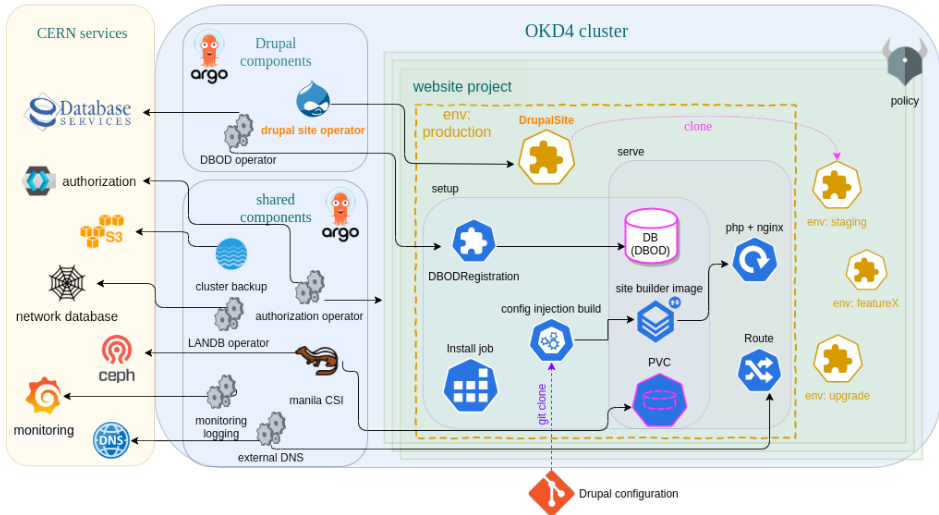 CERN services
Database
SERVICES
authorization
S3
network database
ceph
monitoring
DNS
OKD4 cluster
argo
Drupal
components
drupal site operator
DBOD operator
shared
components
argo
cluster backup
authorization operator
LANDB operator
manila CSI
monitoring
logging
external DNS
policy
website project
env:
production
DrupalSite
clone
serve
setup
DBODRegistration
DB
(DBOD)
php + nginx
site builder image
config injection build
Install job
PVC
Route
git clone
env: staging
env: featureX
env: upgrade
Drupal configuration